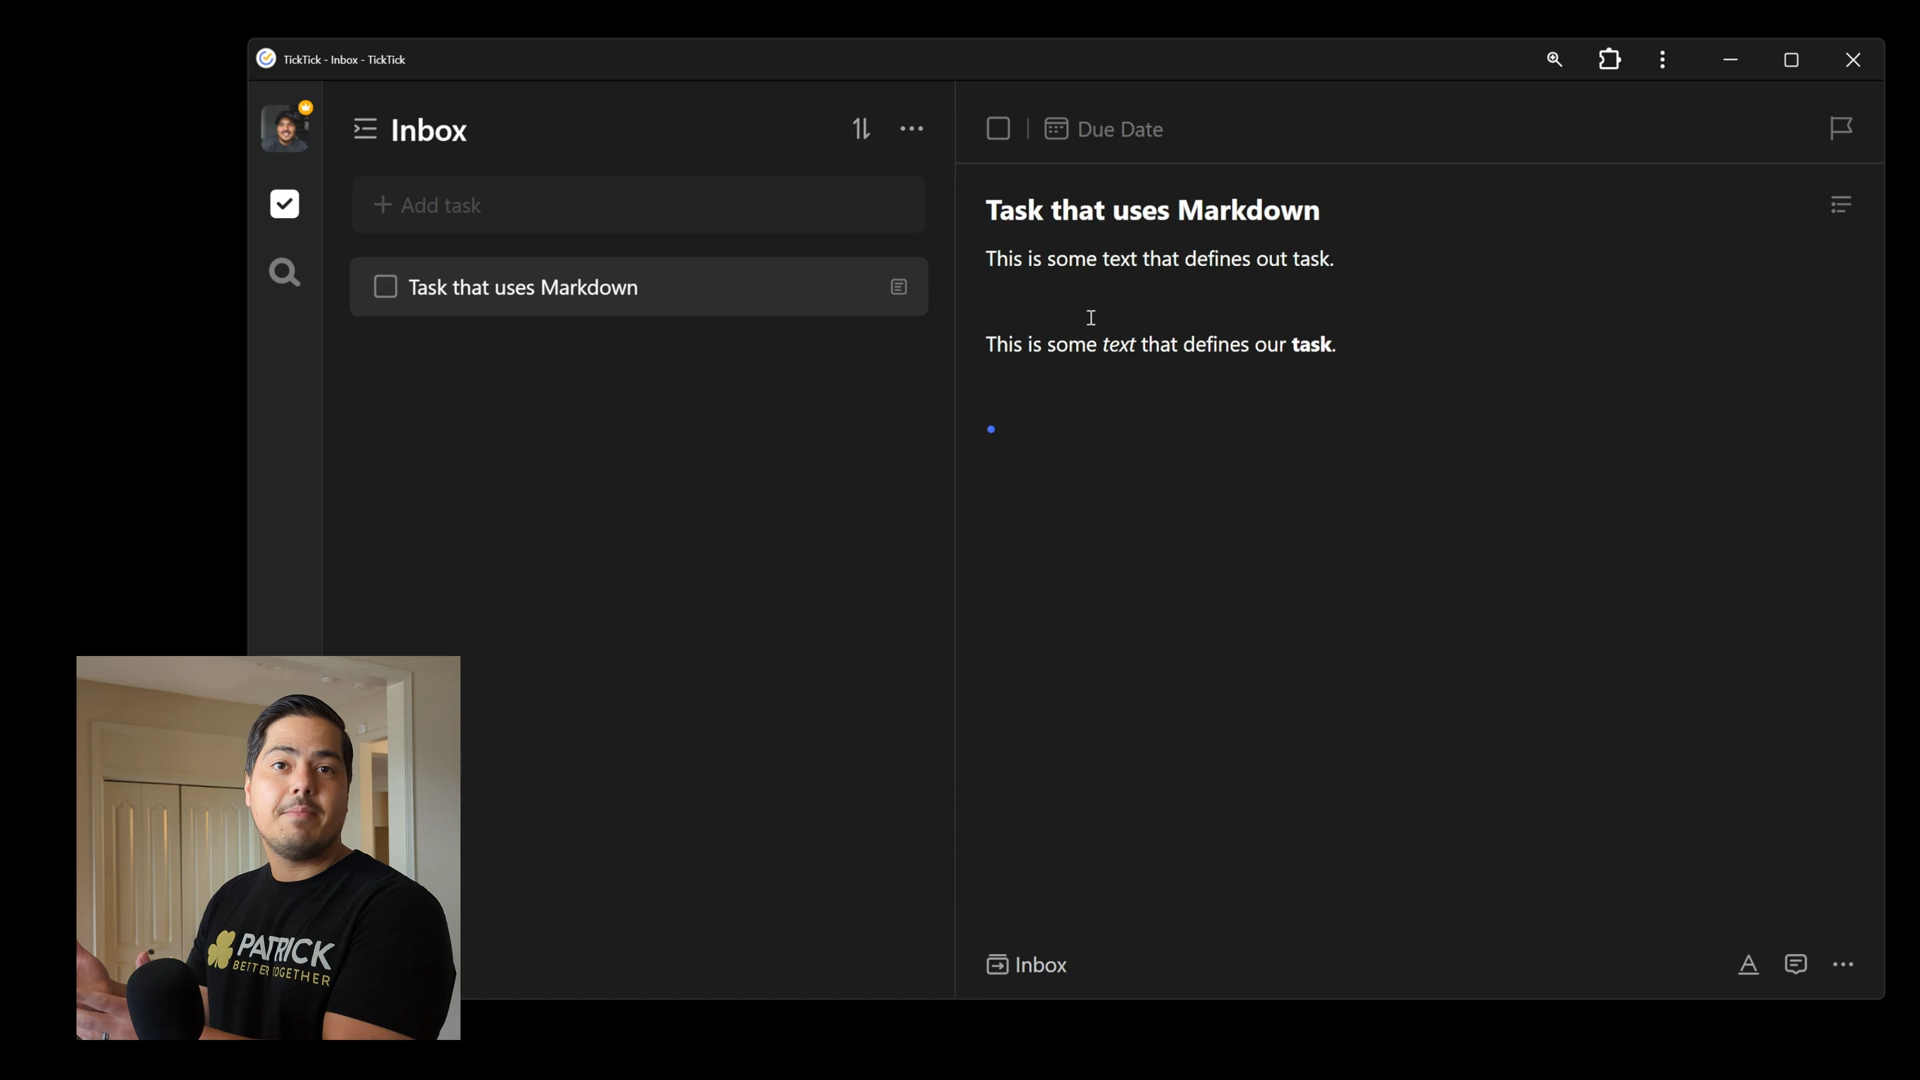 TickTick - Inbox - TickTick
Inbox
Due Date
+ Add task
Task that uses Markdown
Task that uses Markdown
This is some text that defines out task.
This is some text that defines our task.
Inbox
PATRICK
BETTER TOGETHER